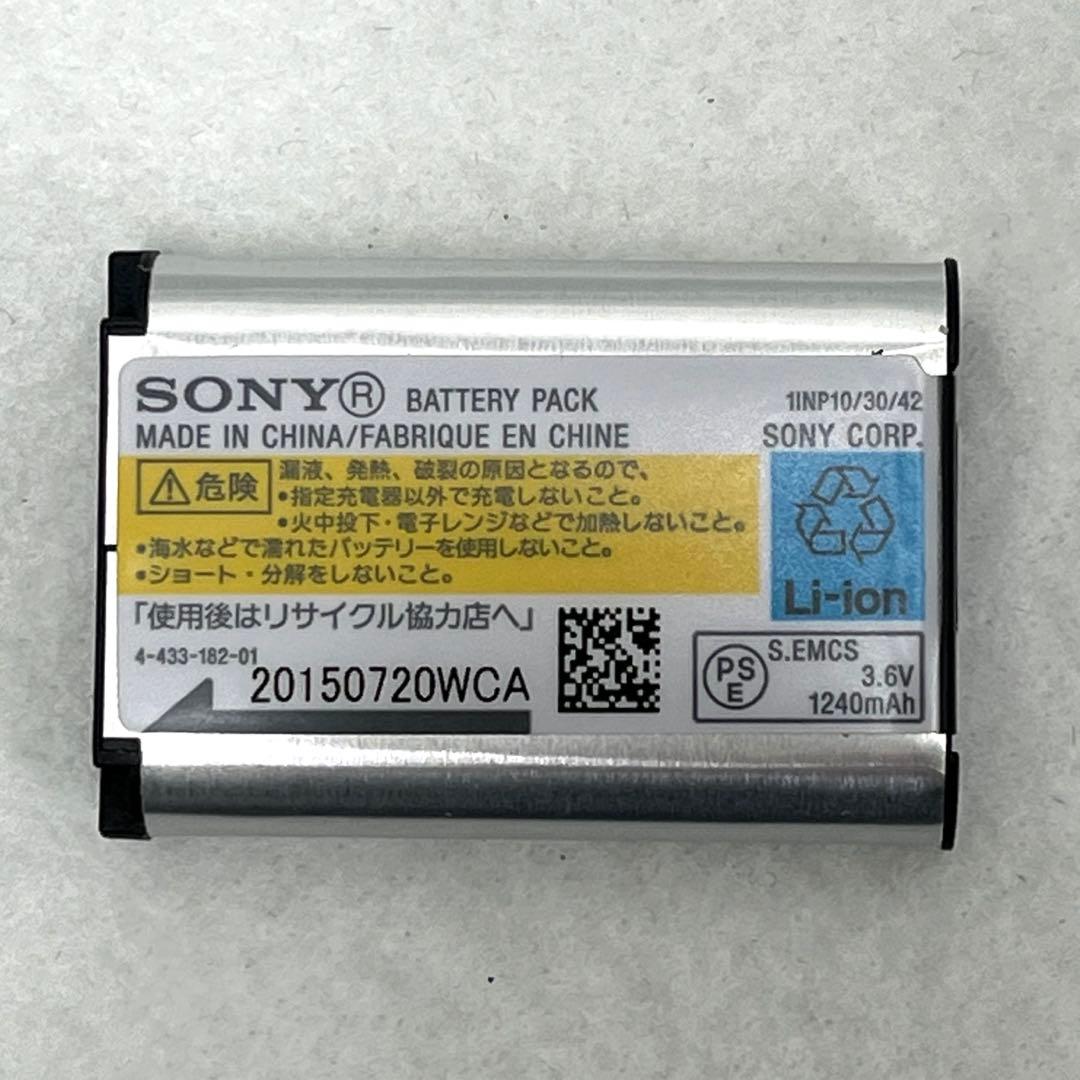 SONY® BATTERY PACK 1INP10/30/42
MADE IN CHINA/FABRIQUE EN CHINE SONY CORP.
⚠危険 漏液、発熱、破裂の原因となるので、
•指定充電器以外で充電しないこと。
•火中投下・電子レンジなどで加熱しないこと。
•海水などで濡れたバッテリーを使用しないこと。
•ショート・分解をしないこと。
Li-ion
「使用後はリサイクル協力店へ」
4-433-182-01
20150720WCA
PSE S.EMCS
3.6V
1240mAh